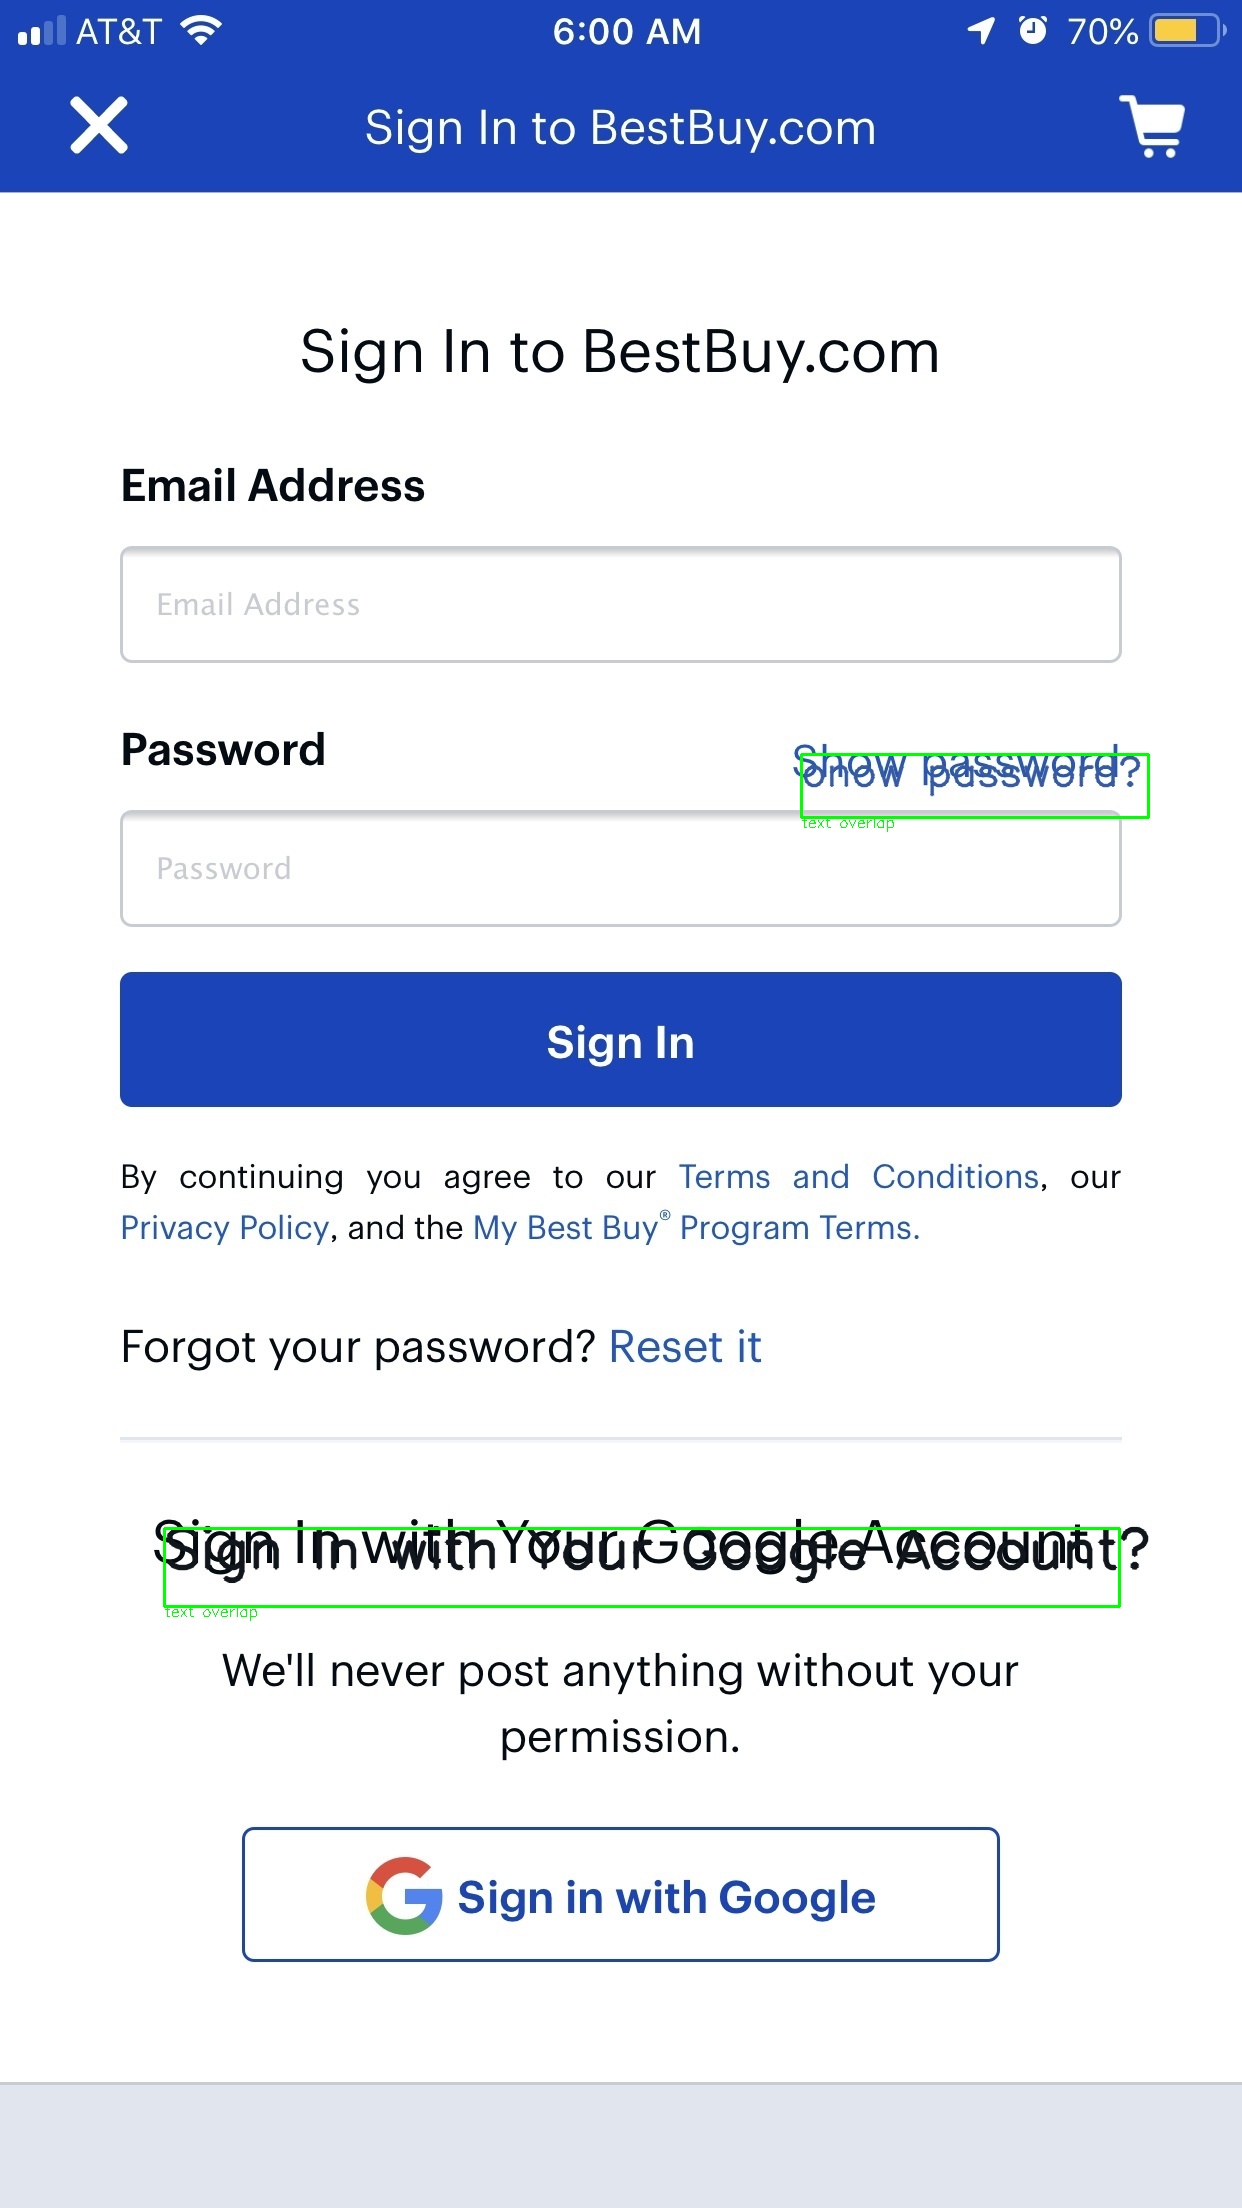 AT&T 6:00 AM 70%
Sign In to BestBuy.com
Sign In to BestBuy.com
Email Address
Email Address
Password
Show password
Show password?
text overlap
Password
Sign In
By continuing you agree to our Terms and Conditions, our
Privacy Policy, and the My Best Buy® Program Terms.
Forgot your password? Reset it
Sign In with Your Google Account
Sign In with Your Google Account?
text overlap
We'll never post anything without your
permission.
Sign in with Google